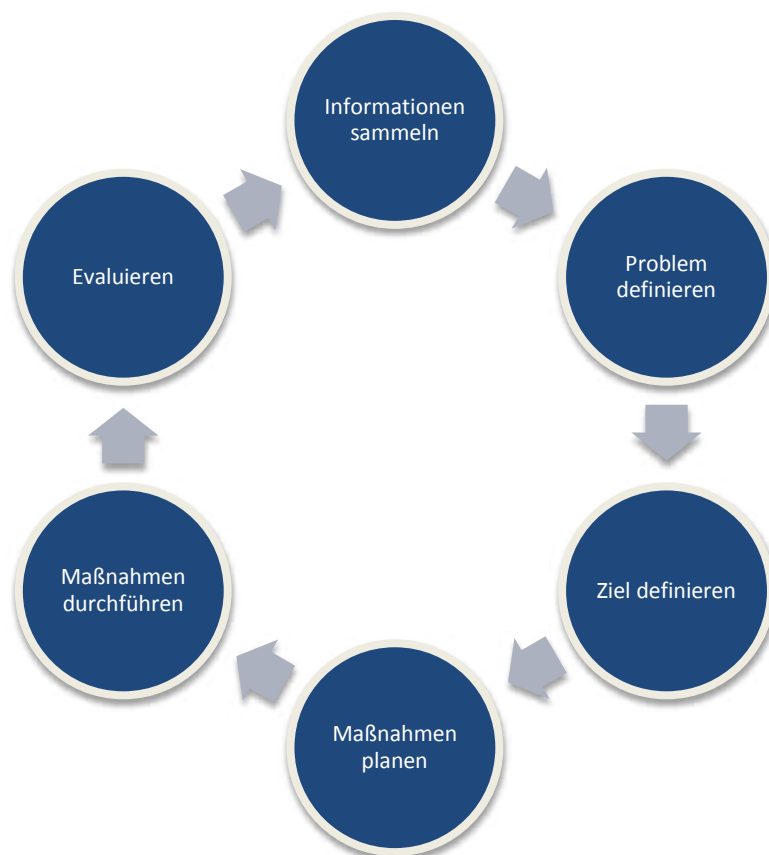 Informationen
sammeln
Problem
definieren
Ziel definieren
Maßnahmen
planen
Maßnahmen
durchführen
Evaluieren